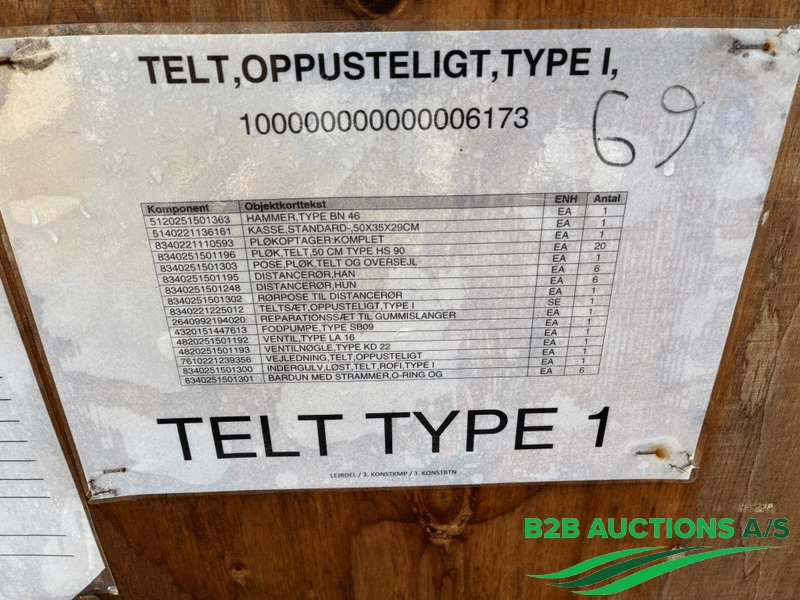 TELT,OPPUSTELIGT,TYPE I,
100000000000006173
69
Komponent Objektkorttekst ENH Antal
5120251501363 HAMMER,TYPE BN 46 EA 1
5140221136161 KASSE,STANDARD-,50X35X29CM EA 1
8340221110593 PLØKOPTAGER:KOMPLET EA 1
8340251501196 PLØK,TELT,50 CM TYPE HS 90 EA 20
8340251501303 POSE,PLØK,TELT OG OVERSEJL EA 1
8340251501195 DISTANCERØR,HAN EA 6
8340251501248 DISTANCERØR,HUN EA 6
8340251501302 RØRPOSE TIL DISTANCERØR EA 1
8340221225012 TELTSÆT,OPPUSTELIGT,TYPE I SE 1
2640992194020 REPARATIONSSÆT TIL GUMMISLANGER EA 1
4320151447613 FODPUMPE,TYPE SB09 EA 1
4820251501192 VENTIL,TYPE LA 16 EA 1
4820251501193 VENTILNØGLE,TYPE KD 22 EA 1
7610221239356 VEJLEDNING,TELT,OPPUSTELIGT EA 1
8340251501300 INDERGULV,LØST,TELT,ROFI,TYPE I EA 1
8340251501301 BARDUN MED STRAMMER,O-RING OG EA 6
TELT TYPE 1
LEJRDEL / 3. KONSTKMP / 3. KONSTBTN
B2B AUCTIONS A/S